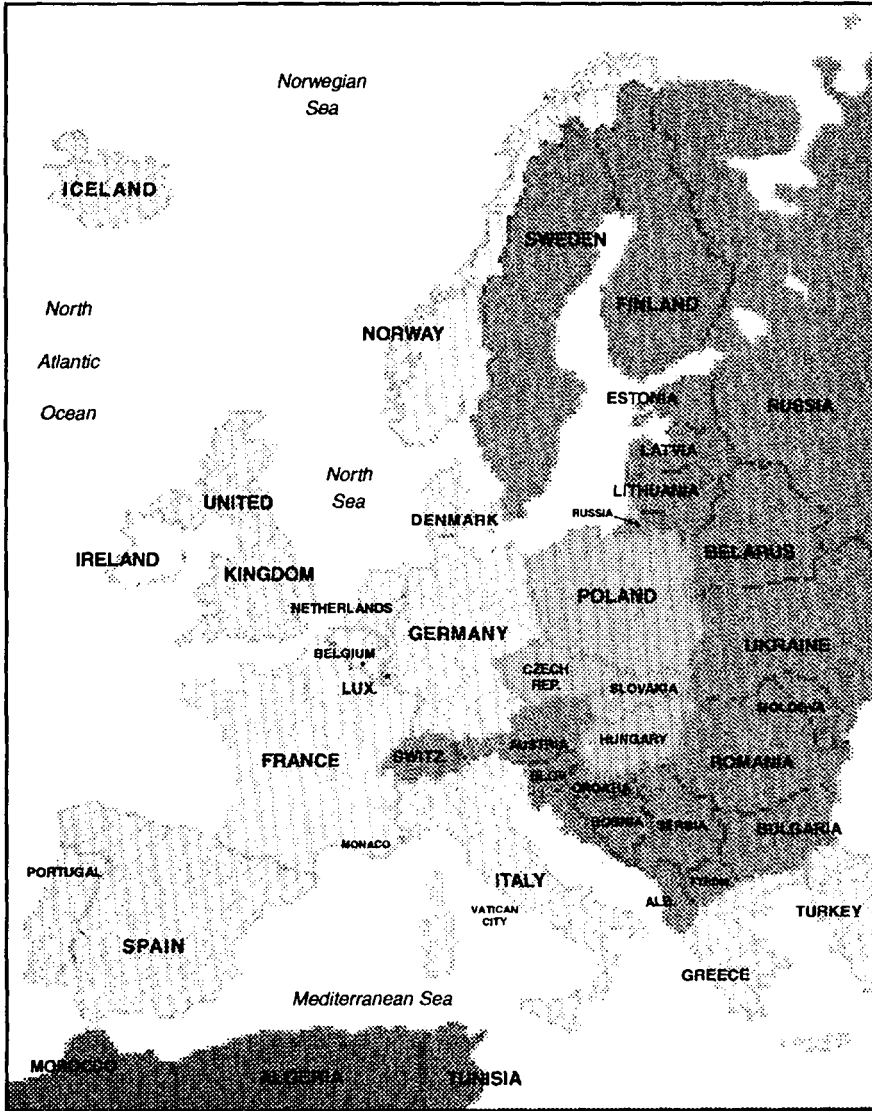 Norwegian
Sea
ICELAND
SWEDEN
North
FINLAND
NORWAY
Atlantic
ESTONIA
RUSSIA
Ocean
LATVIA
North
Sea
LITHUANIA
UNITED
RUSSIA
DENMARK
BELARUS
IRELAND
KINGDOM
POLAND
NETHERLANDS
GERMANY
UKRAINE
BELGIUM
CZECH
REP.
LUX.
SLOVAKIA
MOLDOVA
HUNGARY
AUSTRIA
SWITZ.
FRANCE
ROMANIA
SLOV.
CROATIA
BOSNIA
SERBIA
BULGARIA
MONACO
PORTUGAL
ITALY
FYROM
ALB.
VATICAN
CITY
TURKEY
SPAIN
GREECE
Mediterranean Sea
MOROCCO
ALGERIA
TUNISIA